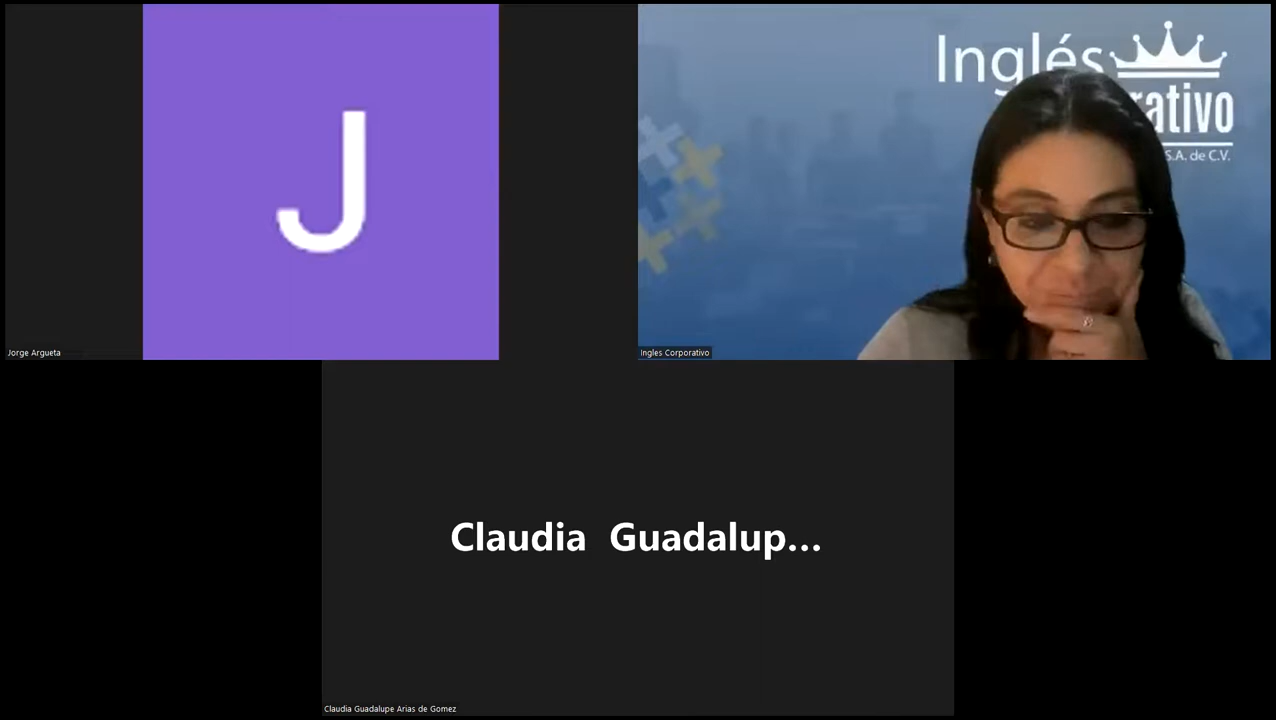 J
Jorge Argueta
Inglés
rativo
S.A. de C.V.
Ingles Corporativo
Claudia Guadalup...
Claudia Guadalupe Arias de Gomez